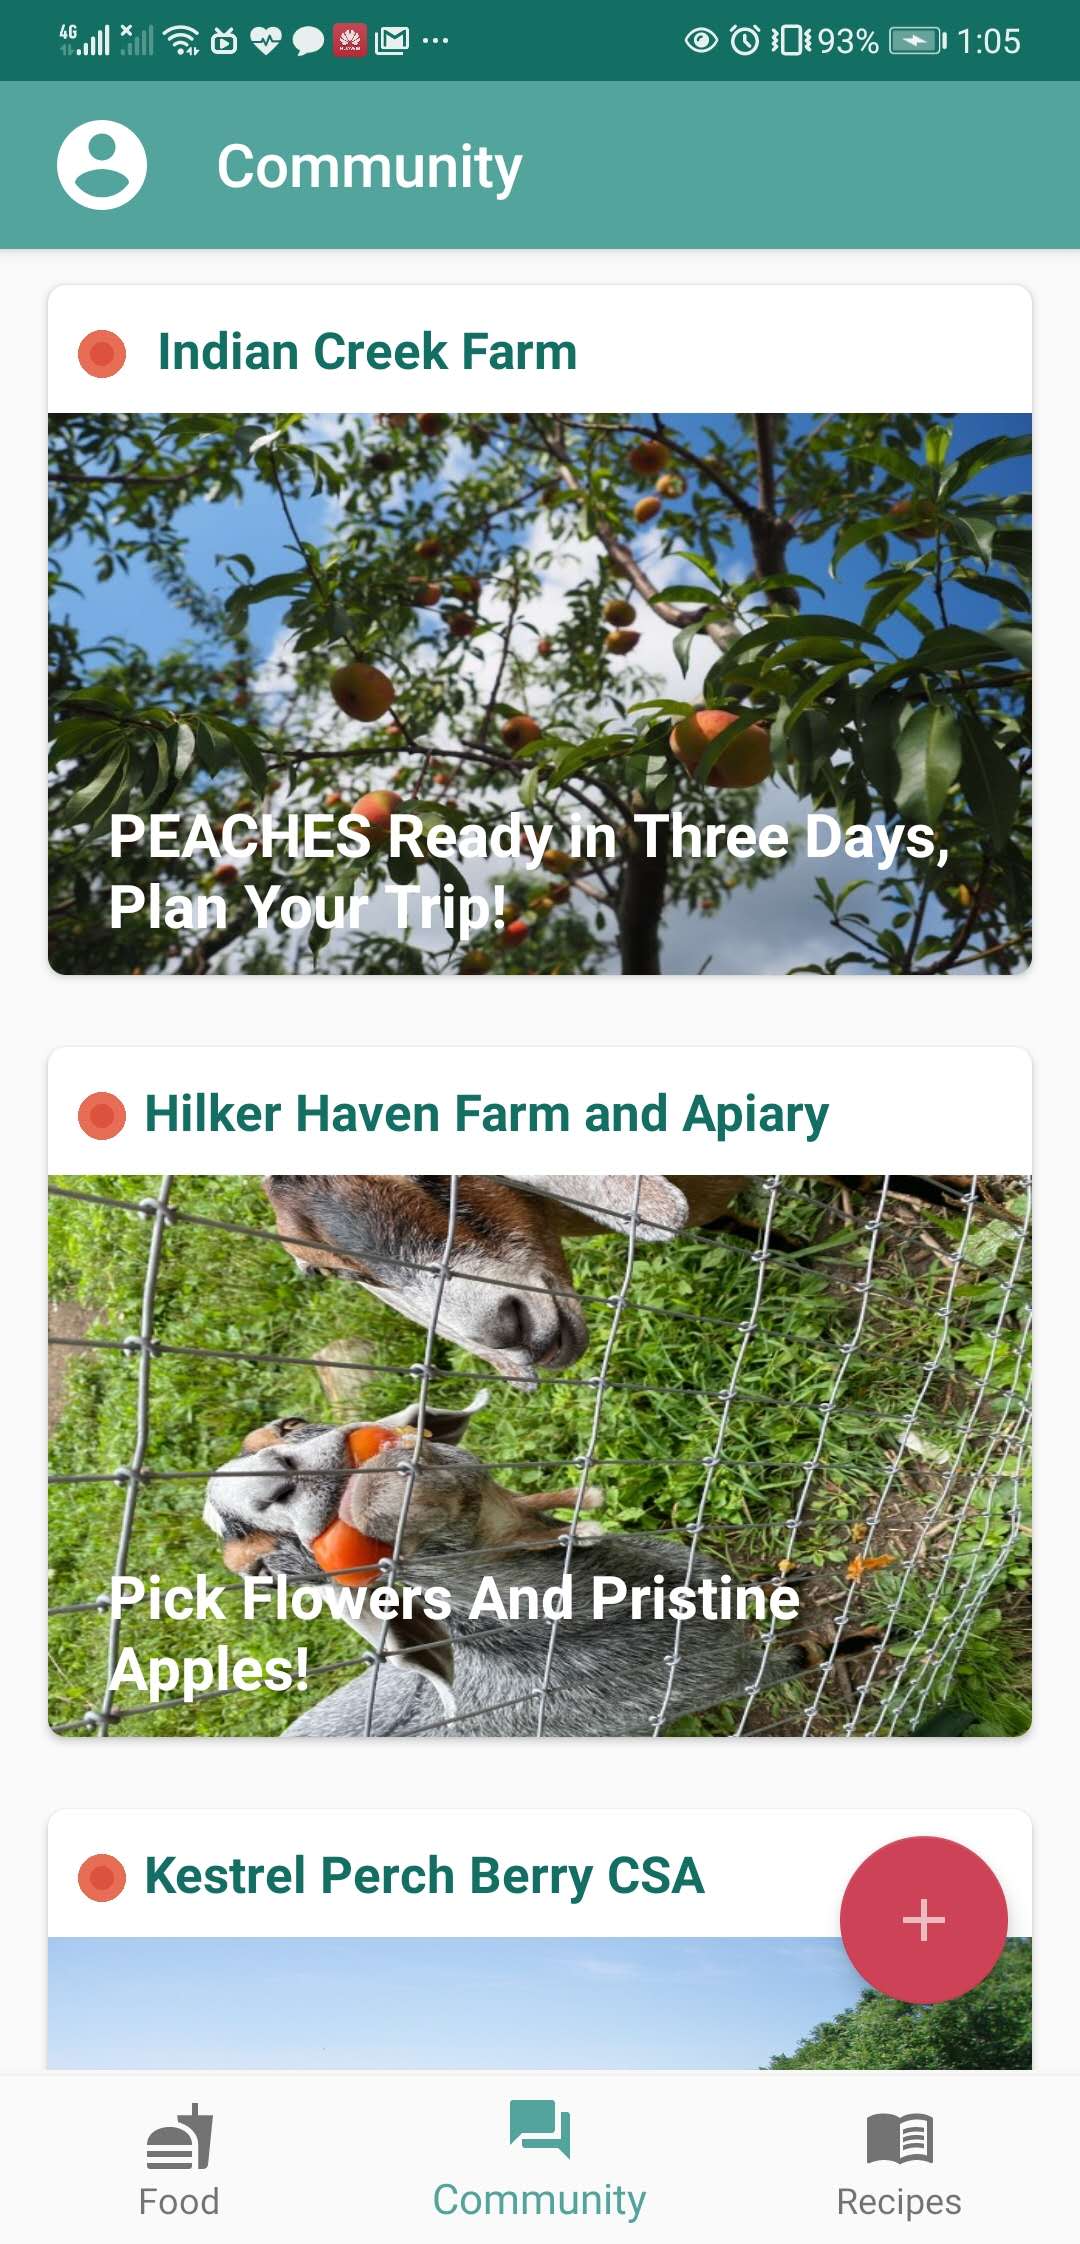 4G 93% 1:05
Community
Indian Creek Farm
PEACHES Ready in Three Days,
Plan Your Trip!
Hilker Haven Farm and Apiary
Pick Flowers And Pristine
Apples!
Kestrel Perch Berry CSA
Food Community Recipes